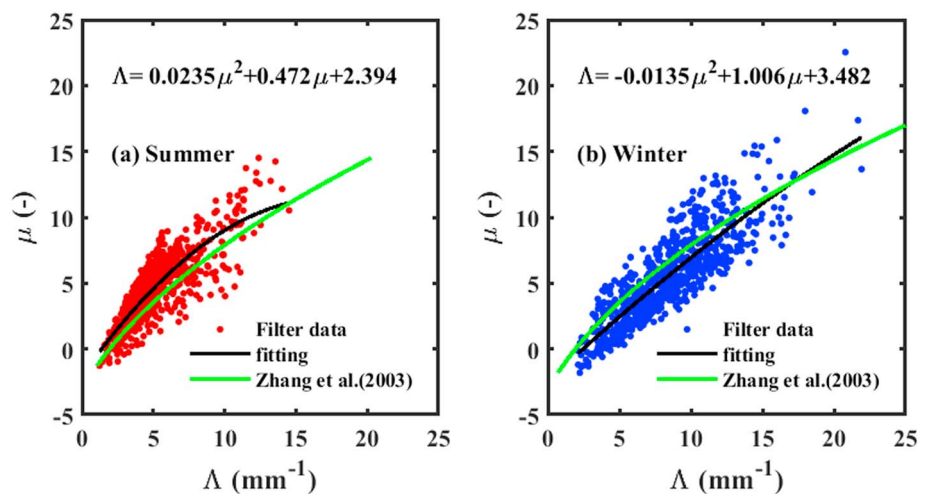 Λ= 0.0235μ²+0.472μ+2.394
(a) Summer
Filter data
fitting
Zhang et al.(2003)
25
20
15
10
5
0
-5
μ (-)
0 5 10 15 20 25
Λ (mm⁻¹)
Λ= -0.0135μ²+1.006μ+3.482
(b) Winter
Filter data
fitting
Zhang et al.(2003)
25
20
15
10
5
0
-5
μ (-)
0 5 10 15 20 25
Λ (mm⁻¹)